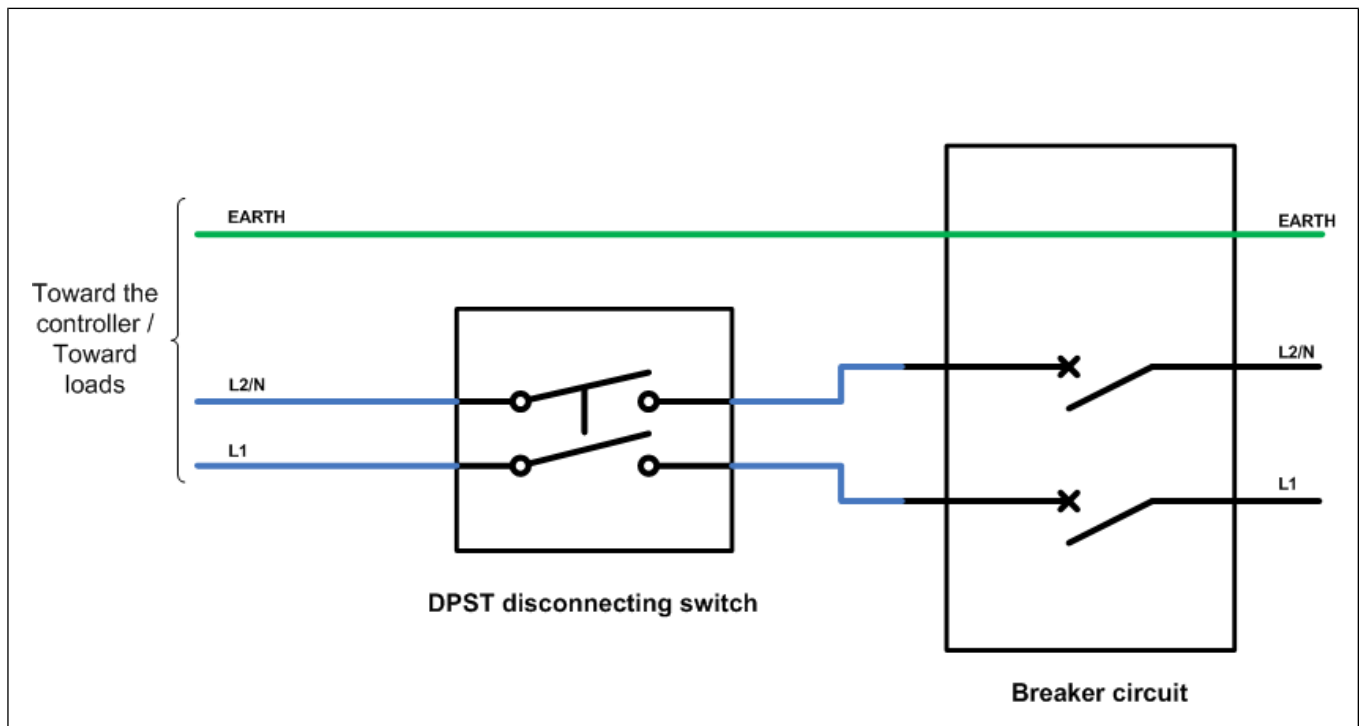 EARTH
EARTH
Toward the
controller /
Toward
loads
L2/N
L2/N
L1
L1
DPST disconnecting switch
Breaker circuit